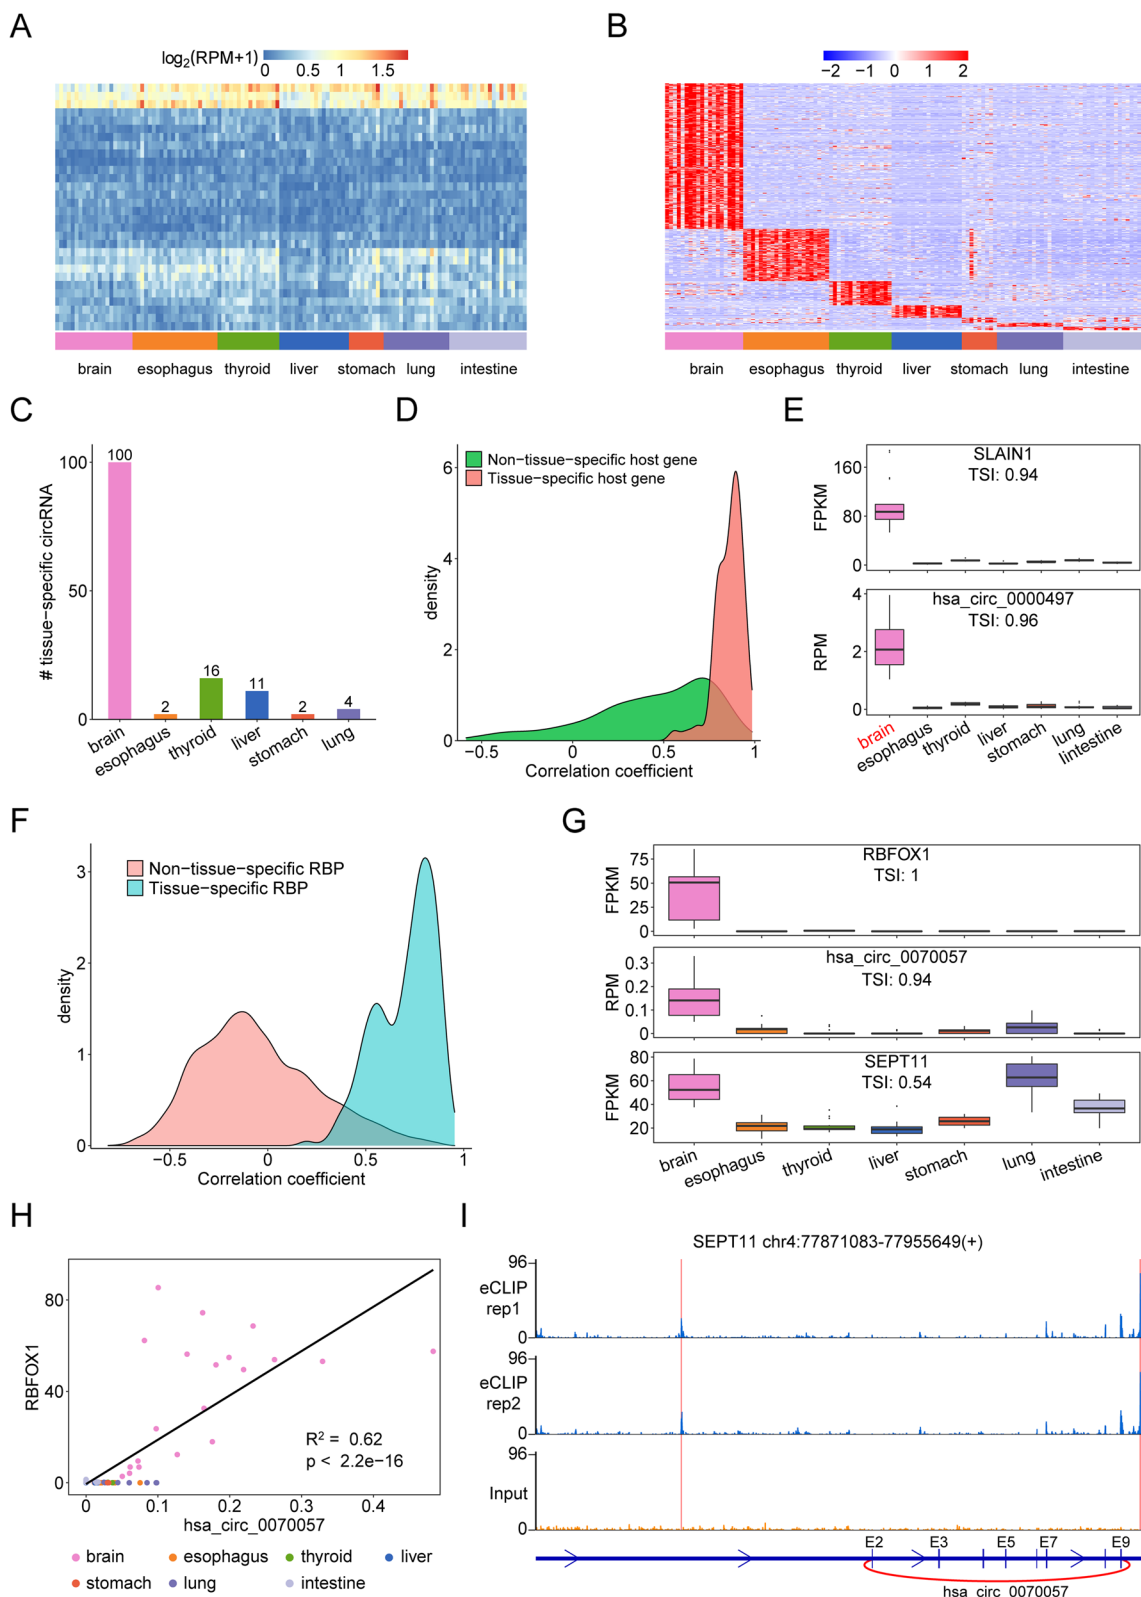 A
log2(RPM+1)
0 0.5 1 1.5
brain esophagus thyroid liver stomach lung intestine
B
−2 −1 0 1 2
brain esophagus thyroid liver stomach lung intestine
C
# tissue−specific circRNA
100
50
0
100 2 16 11 2 4
brain esophagus thyroid liver stomach lung
D
Non−tissue−specific host gene
Tissue−specific host gene
density
6
4
2
0
−0.5 0 0.5 1
Correlation coefficient
E
SLAIN1
TSI: 0.94
FPKM
160
80
0
hsa_circ_0000497
TSI: 0.96
RPM
4
2
0
brain esophagus thyroid liver stomach lung lintestine
F
Non−tissue−specific RBP
Tissue−specific RBP
density
3
2
1
0
−0.5 0 0.5 1
Correlation coefficient
G
RBFOX1
TSI: 1
FPKM
75
50
25
0
hsa_circ_0070057
TSI: 0.94
RPM
0.3
0.2
0.1
0
SEPT11
TSI: 0.54
FPKM
80
60
40
20
brain esophagus thyroid liver stomach lung intestine
H
RBFOX1
80
40
0
R2 = 0.62
p < 2.2e−16
0 0.1 0.2 0.3 0.4
hsa_circ_0070057
brain esophagus thyroid liver
stomach lung intestine
I
SEPT11 chr4:77871083-77955649(+)
96
eCLIP
rep1
0
96
eCLIP
rep2
0
96
Input
0
E2 E3 E5 E7 E9
hsa_circ_0070057